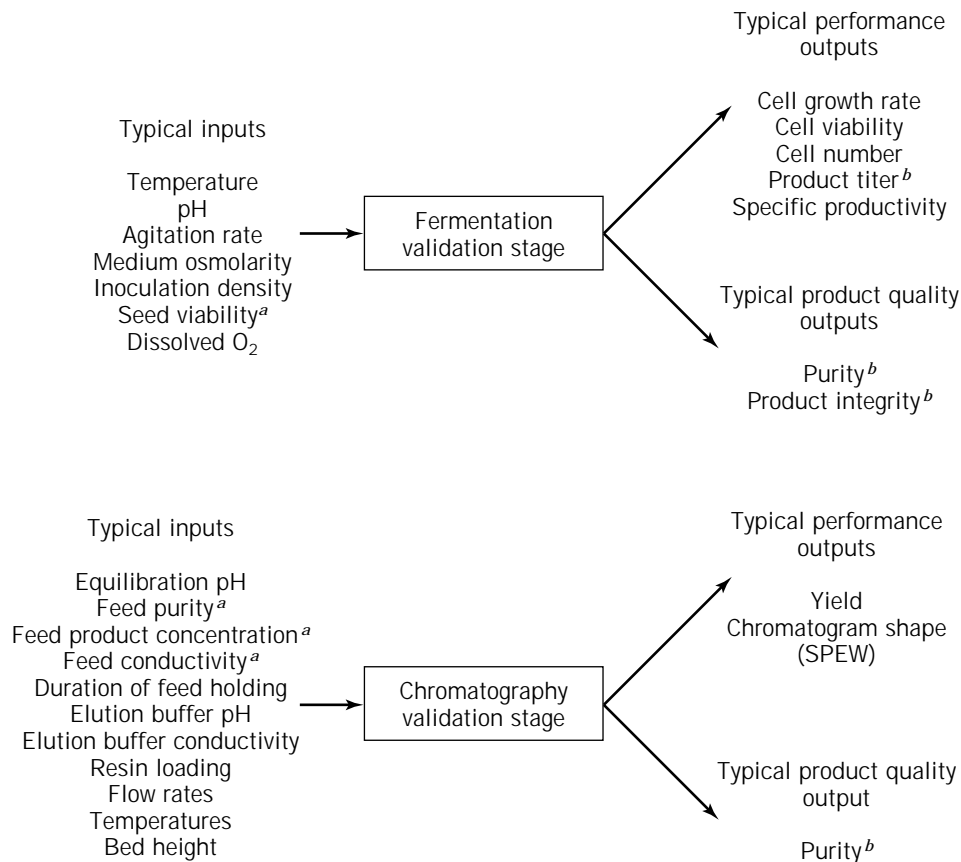 Typical inputs
Temperature
pH
Agitation rate
Medium osmolarity
Inoculation density
Seed viability a
Dissolved O2
Fermentation
validation stage
Typical performance
outputs
Cell growth rate
Cell viability
Cell number
Product titer b
Specific productivity
Typical product quality
outputs
Purity b
Product integrity b
Typical inputs
Equilibration pH
Feed purity a
Feed product concentration a
Feed conductivity a
Duration of feed holding
Elution buffer pH
Elution buffer conductivity
Resin loading
Flow rates
Temperatures
Bed height
Chromatography
validation stage
Typical performance
outputs
Yield
Chromatogram shape
(SPEW)
Typical product quality
output
Purity b